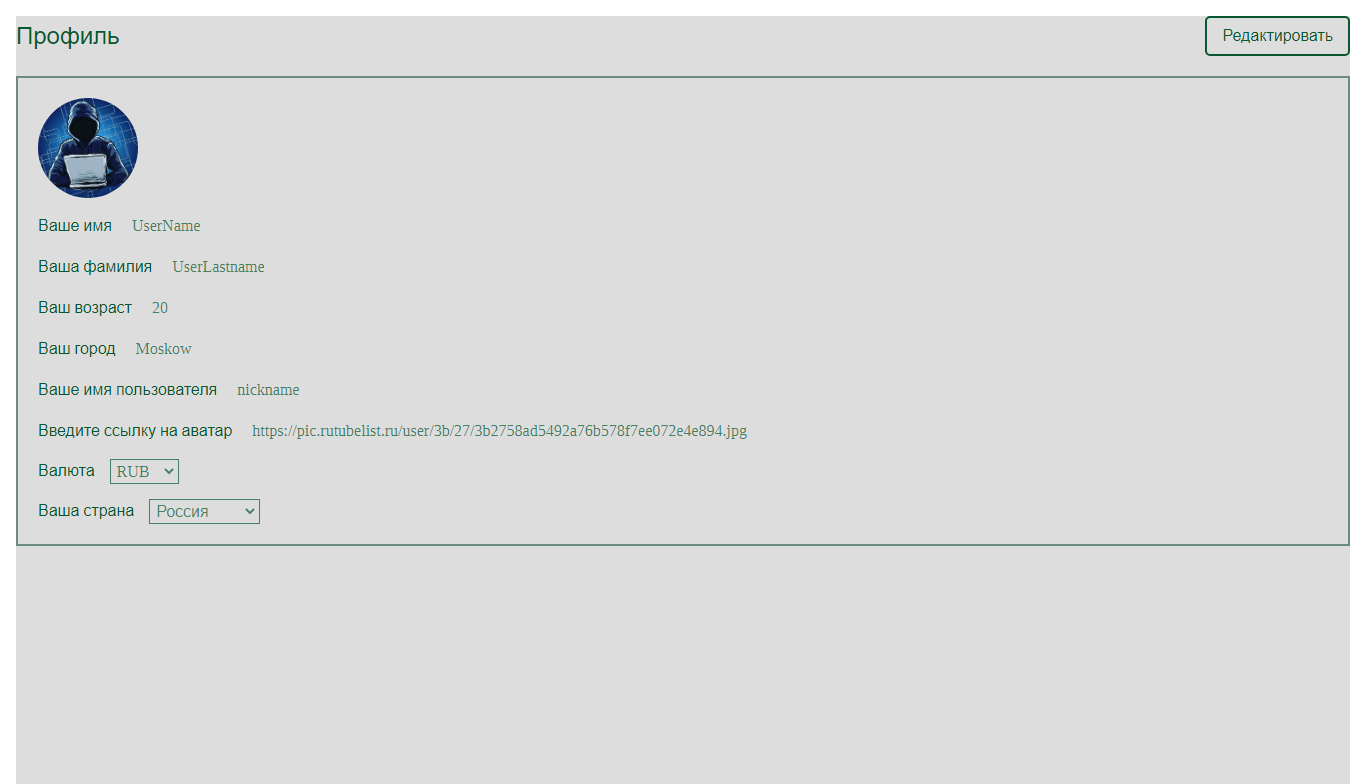 Профиль
Редактировать
Ваше имя UserName
Ваша фамилия UserLastname
Ваш возраст 20
Ваш город Moskow
Ваше имя пользователя nickname
Введите ссылку на аватар https://pic.rutubelist.ru/user/3b/27/3b2758ad5492a76b578f7ee072e4e894.jpg
Валюта RUB
Ваша страна Россия